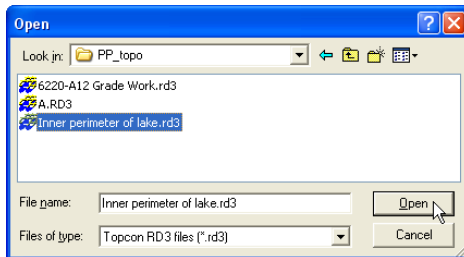 Open
Look in: PP_topo
6220-A12 Grade Work.rd3
A.RD3
Inner perimeter of lake.rd3
File name: Inner perimeter of lake.rd3 Open
Files of type: Topcon RD3 files (*.rd3) Cancel